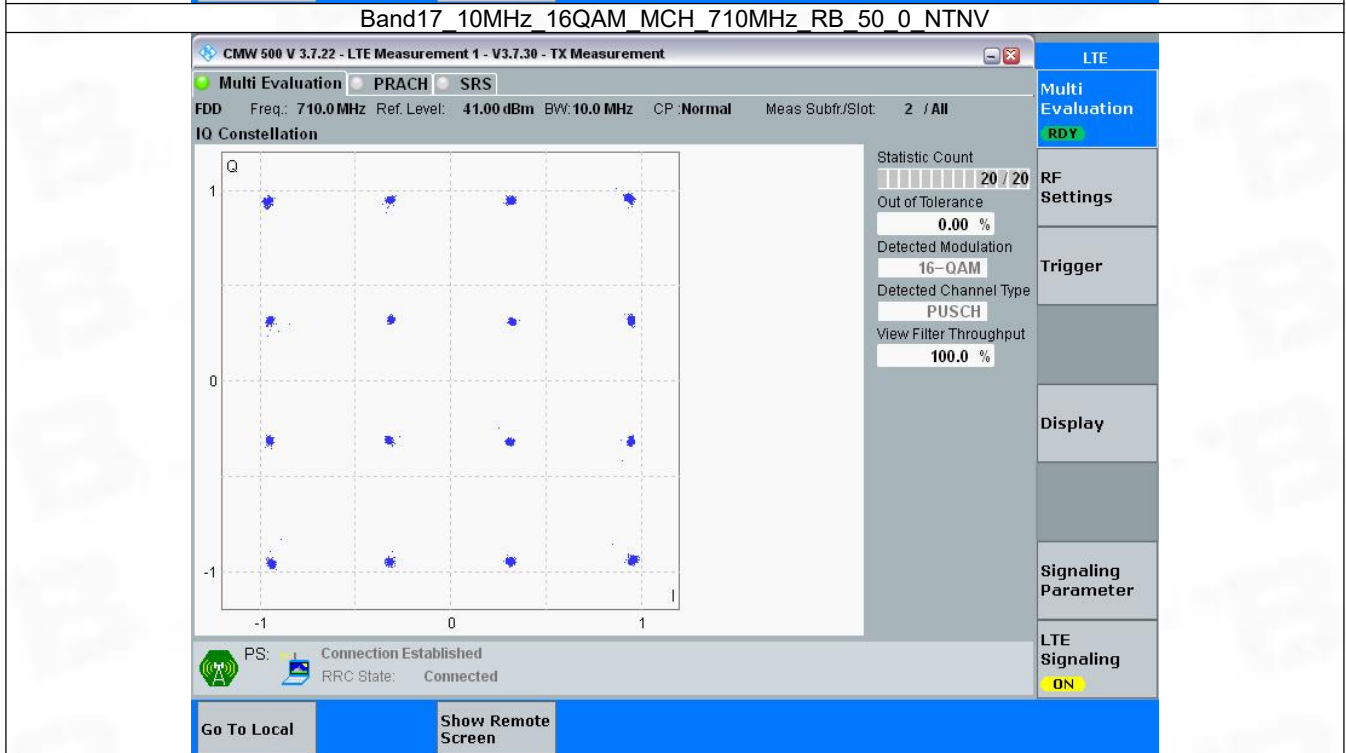 Band17_10MHz_16QAM_MCH_710MHz_RB_50_0_NTNV
CMW 500 V 3.7.22 - LTE Measurement 1 - V3.7.30 - TX Measurement
LTE
Multi Evaluation PRACH SRS
Multi
Evaluation
RDY
FDD Freq.: 710.0 MHz Ref. Level: 41.00 dBm BW: 10.0 MHz CP :Normal Meas Subfr./Slot: 2 / All
IQ Constellation
Q
1
0
-1
I
-1 0 1
Statistic Count
20 / 20
Out of Tolerance
0.00 %
Detected Modulation
16-QAM
Detected Channel Type
PUSCH
View Filter Throughput
100.0 %
RF
Settings
Trigger
Display
Signaling
Parameter
LTE
Signaling
ON
PS: Connection Established
RRC State: Connected
Go To Local
Show Remote
Screen